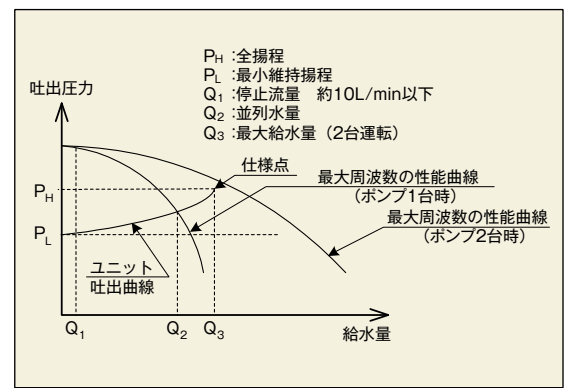 PH :全揚程
PL :最小維持揚程
Q1 :停止流量 約10L/min以下
Q2 :並列水量
Q3 :最大給水量（2台運転）
吐出圧力
仕様点
最大周波数の性能曲線
（ポンプ1台時）
最大周波数の性能曲線
（ポンプ2台時）
PH
PL
ユニット
吐出曲線
Q1
Q2
Q3
給水量